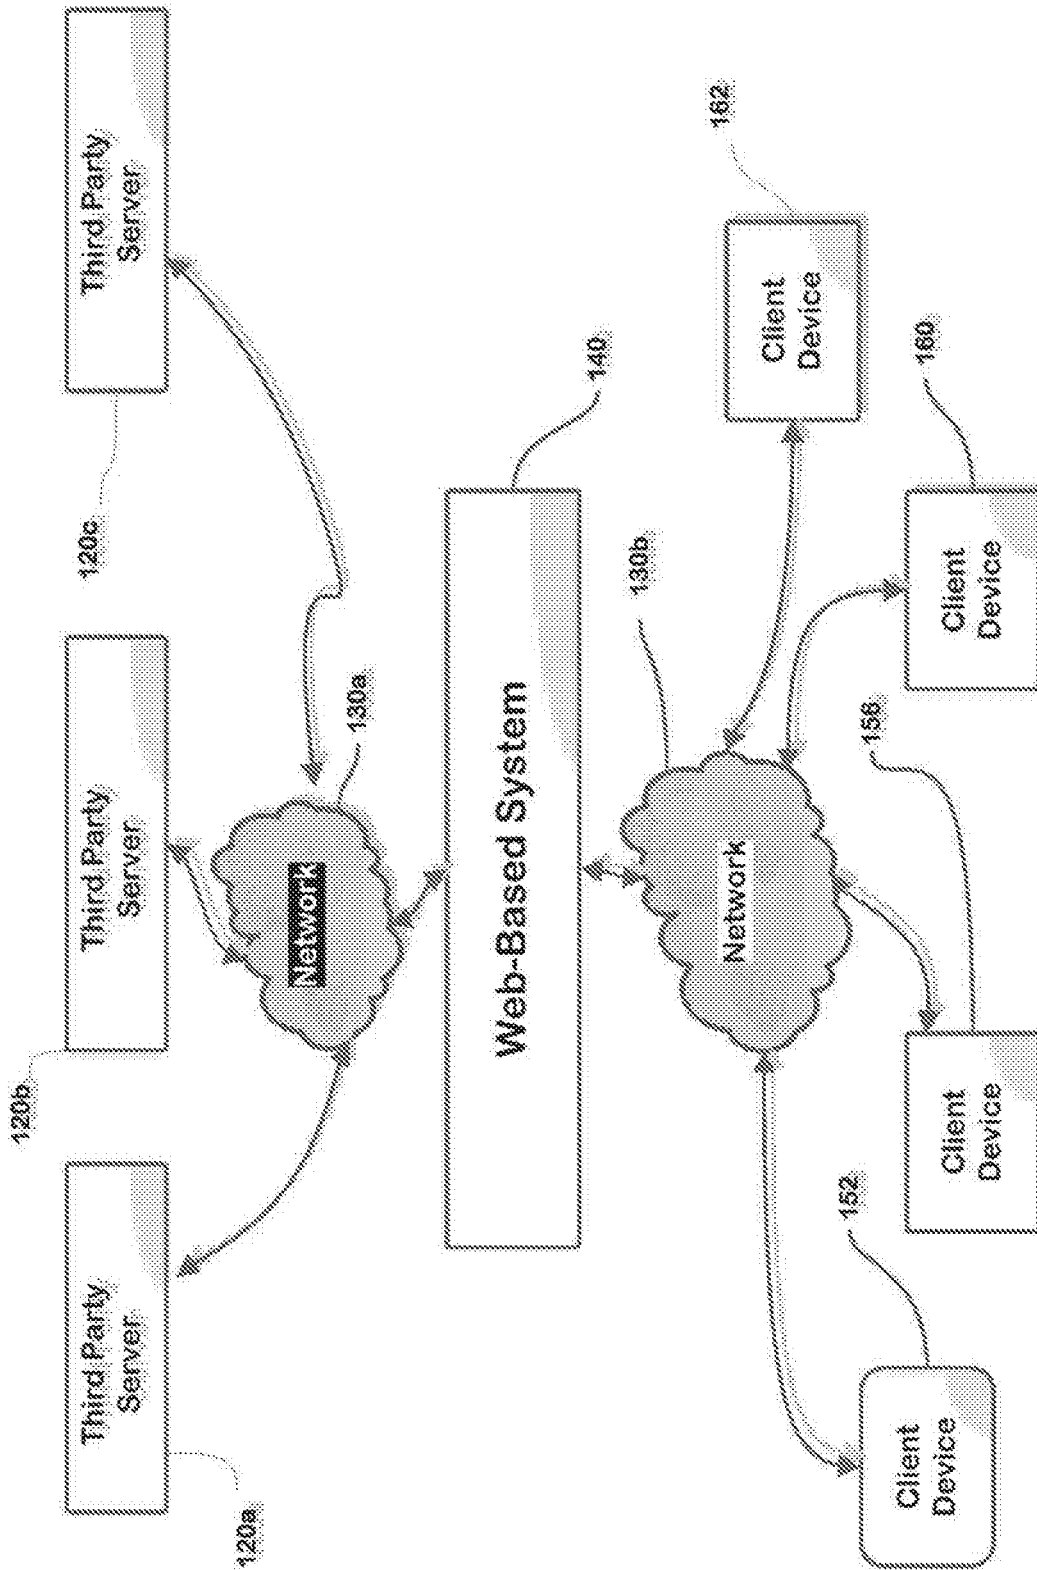 120b
120a
120c
Third Party
Server
Third Party
Server
Third Party
Server
Network
130a
Web-Based System
140
130b
Network
162
Client
Device
152
156
160
Client
Device
Client
Device
Client
Device